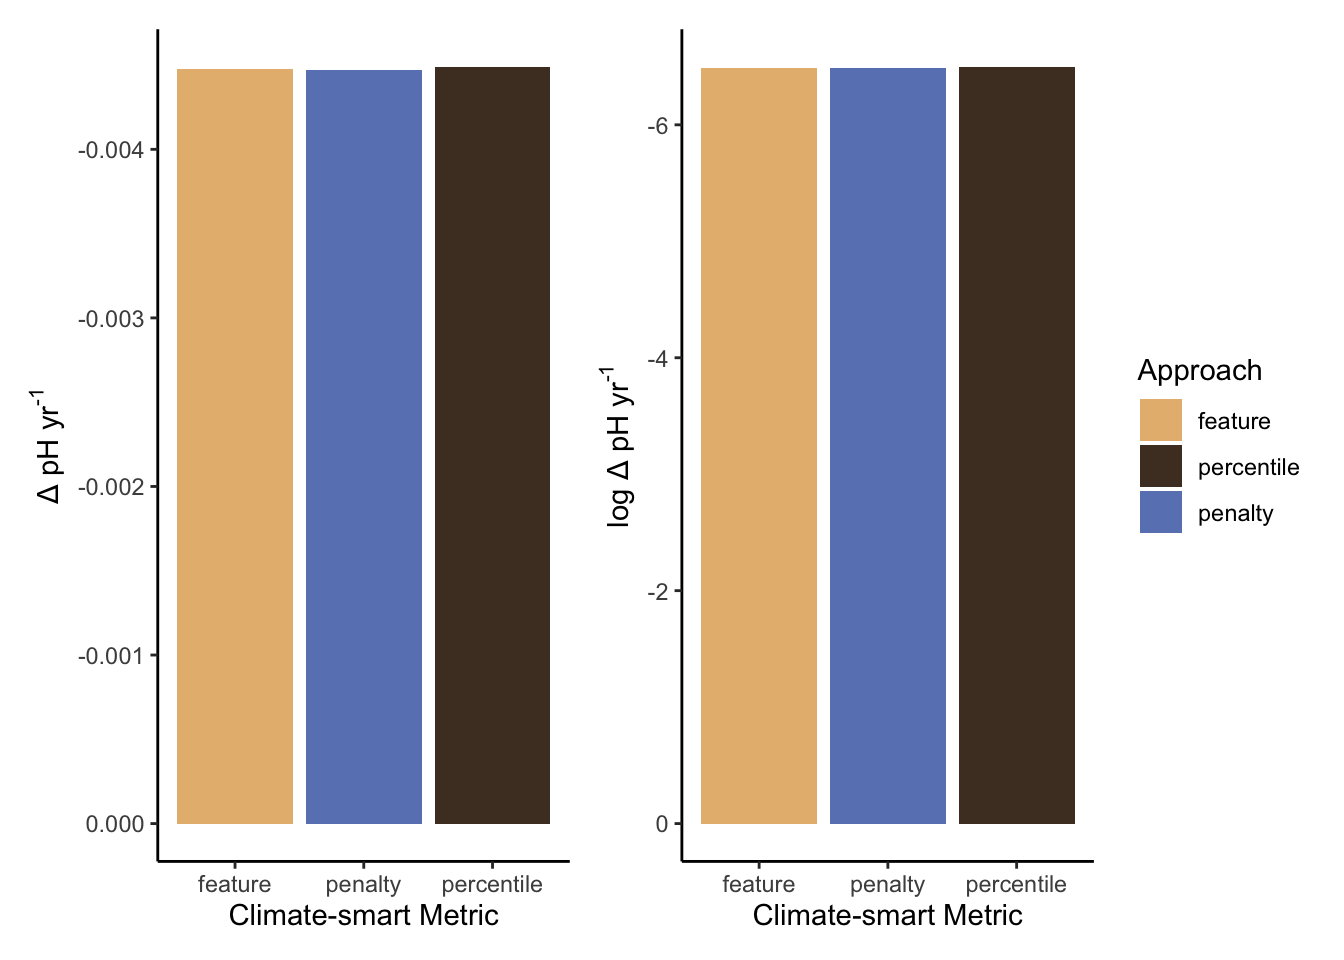 Δ pH yr⁻¹
-0.004
-0.003
-0.002
-0.001
0.000
feature penalty percentile
Climate-smart Metric
log Δ pH yr⁻¹
-6
-4
-2
0
feature penalty percentile
Climate-smart Metric
Approach
feature
percentile
penalty